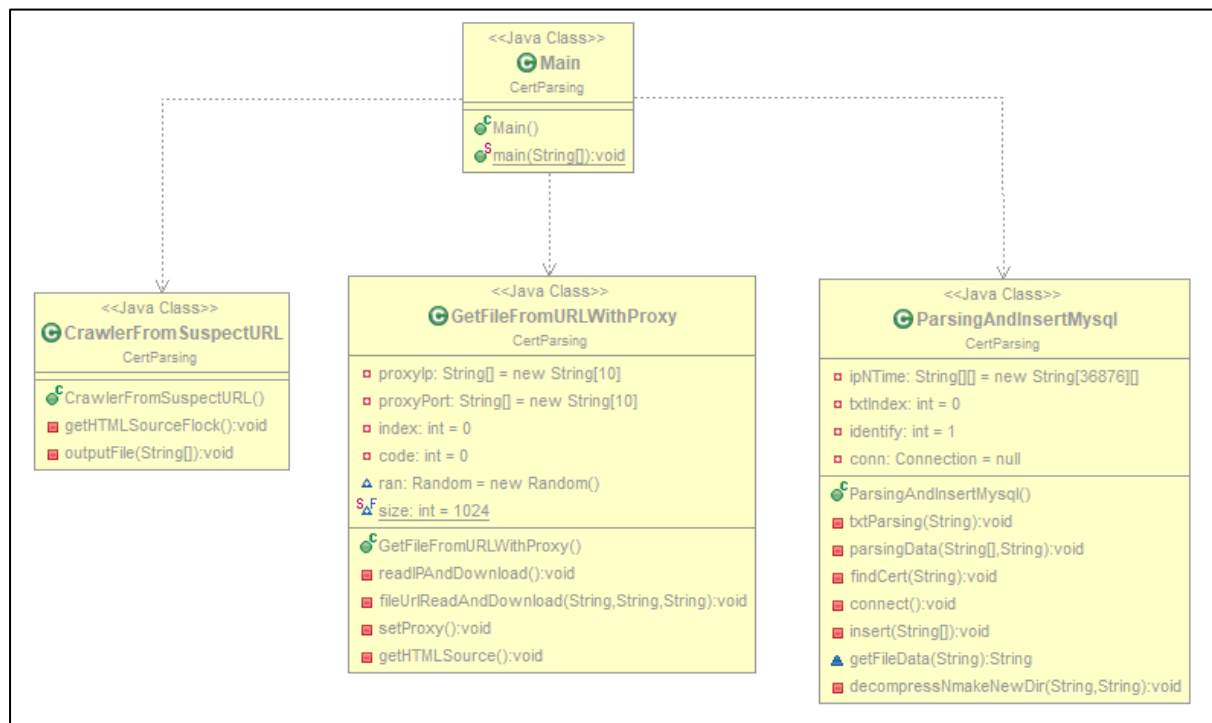 <<Java Class>>
Main
CertParsing
Main()
main(String[]):void
<<Java Class>>
CrawlerFromSuspectURL
CertParsing
CrawlerFromSuspectURL()
getHTMLSourceFlock():void
outputFile(String[]):void
<<Java Class>>
GetFileFromURLWithProxy
CertParsing
proxyIp: String[] = new String[10]
proxyPort: String[] = new String[10]
index: int = 0
code: int = 0
ran: Random = new Random()
size: int = 1024
GetFileFromURLWithProxy()
readIPAndDownload():void
fileUrlReadAndDownload(String,String,String):void
setProxy():void
getHTMLSource():void
<<Java Class>>
ParsingAndInsertMysql
CertParsing
ipNTime: String[][] = new String[36876][]
txtIndex: int = 0
identify: int = 1
conn: Connection = null
ParsingAndInsertMysql()
txtParsing(String):void
parsingData(String[],String):void
findCert(String):void
connect():void
insert(String[]):void
getFileData(String):String
decompressNmakeNewDir(String,String):void